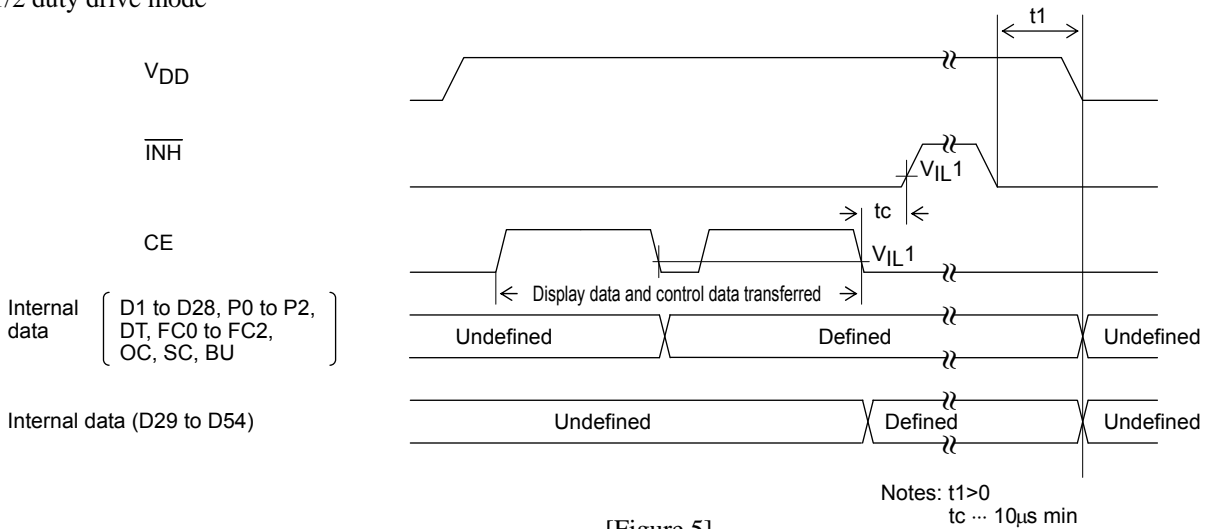 1/2 duty drive mode
t1
VDD
INH
VIL1
tc
CE
VIL1
Display data and control data transferred
Internal data
D1 to D28, P0 to P2,
DT, FC0 to FC2,
OC, SC, BU
Undefined
Defined
Undefined
Internal data (D29 to D54)
Undefined
Defined
Undefined
Notes: t1>0
tc ··· 10μs min
[Figure 5]